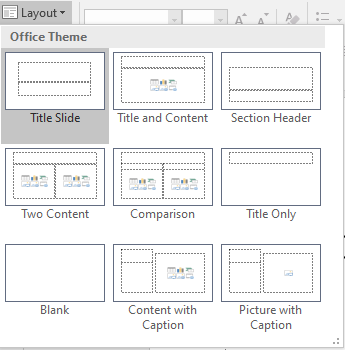 Layout
Office Theme
Title Slide
Title and Content
Section Header
Two Content
Comparison
Title Only
Blank
Content with
Caption
Picture with
Caption